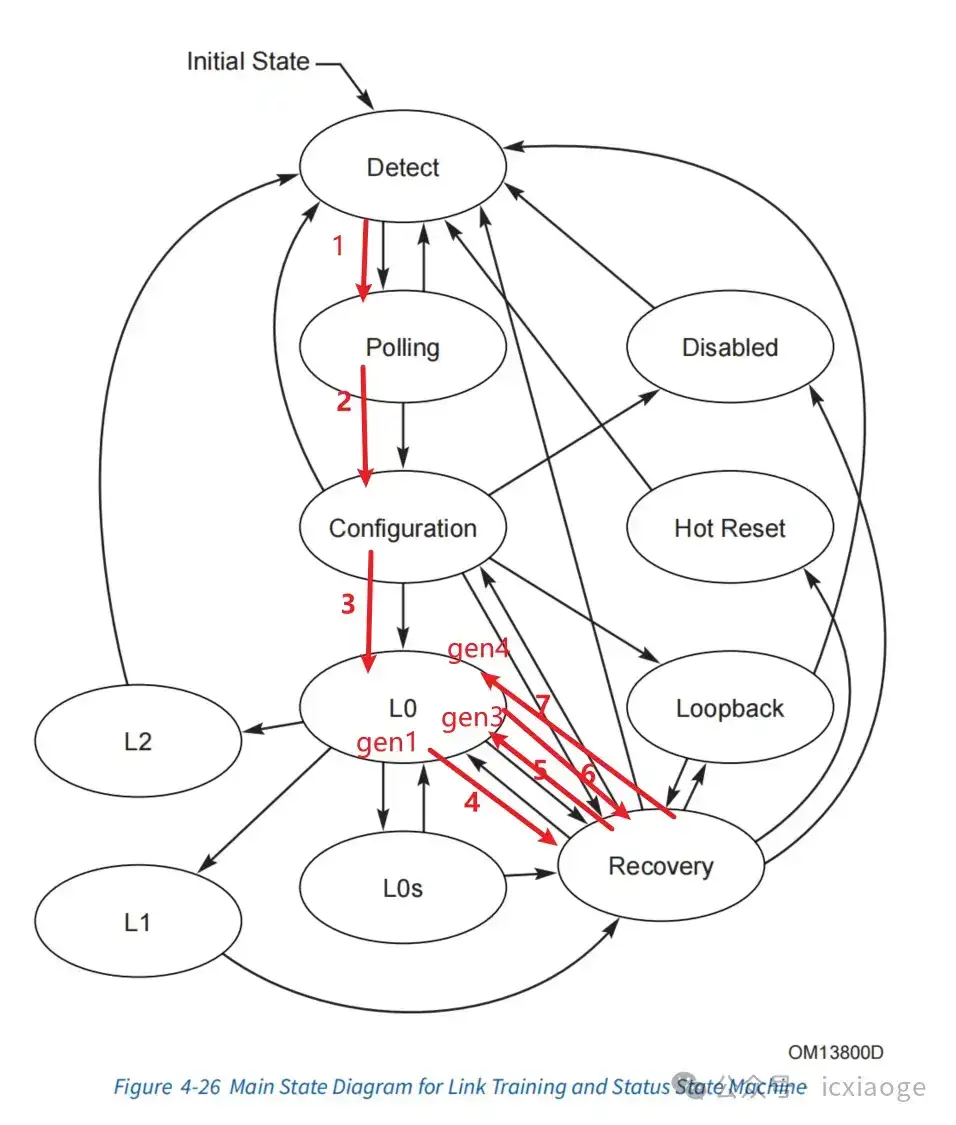 Initial State
Detect
1
Polling
Disabled
2
Configuration
Hot Reset
3
gen4
L0
gen3
7
Loopback
gen1
L2
5
6
4
Recovery
L0s
L1
OM13800D
Figure 4-26 Main State Diagram for Link Training and Status State Machine
公众号 icxiaoge